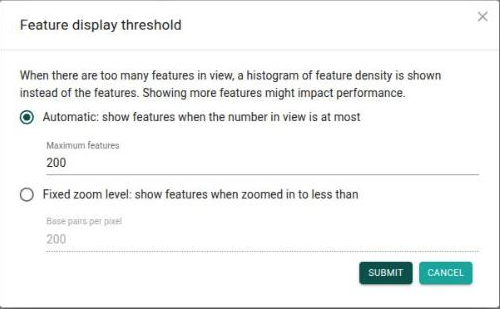 Feature display threshold
When there are too many features in view, a histogram of feature density is shown
instead of the features. Showing more features might impact performance.
Automatic: show features when the number in view is at most
Maximum features
200
Fixed zoom level: show features when zoomed in to less than
Base pairs per pixel
200
SUBMIT CANCEL